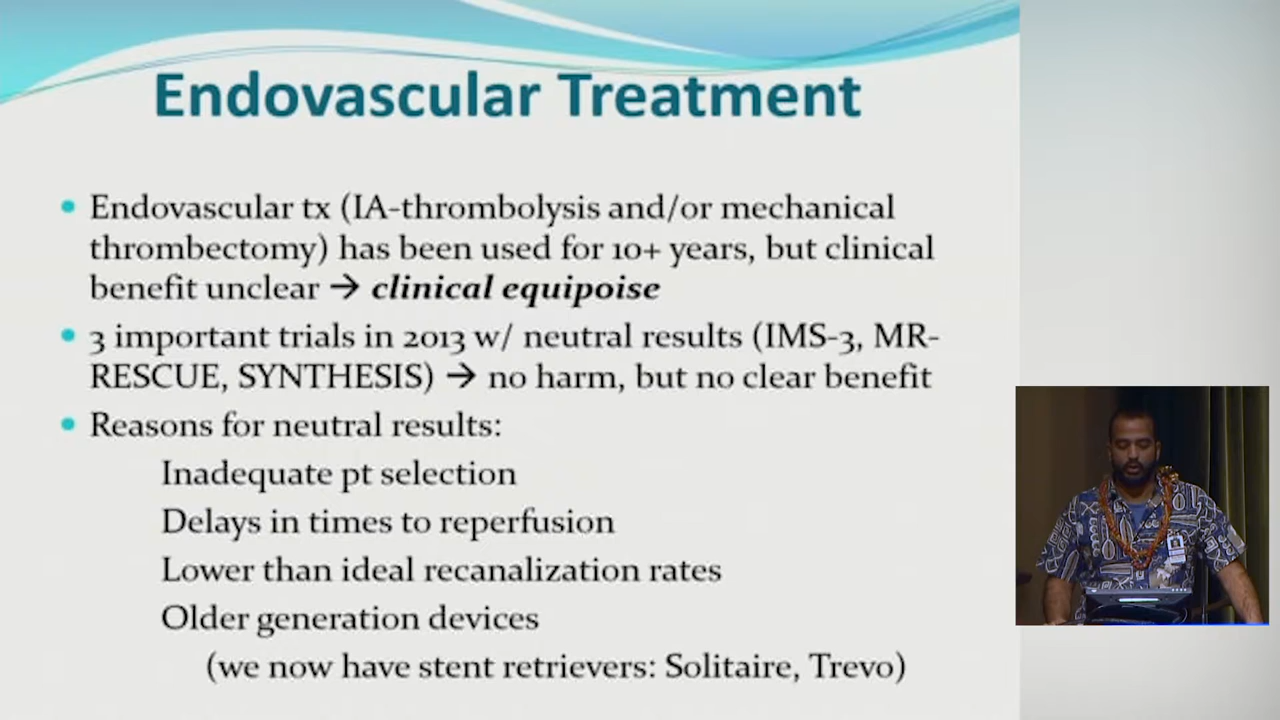 Endovascular Treatment
• Endovascular tx (IA-thrombolysis and/or mechanical
thrombectomy) has been used for 10+ years, but clinical
benefit unclear → clinical equipoise
• 3 important trials in 2013 w/ neutral results (IMS-3, MR-
RESCUE, SYNTHESIS) → no harm, but no clear benefit
• Reasons for neutral results:
Inadequate pt selection
Delays in times to reperfusion
Lower than ideal recanalization rates
Older generation devices
(we now have stent retrievers: Solitaire, Trevo)